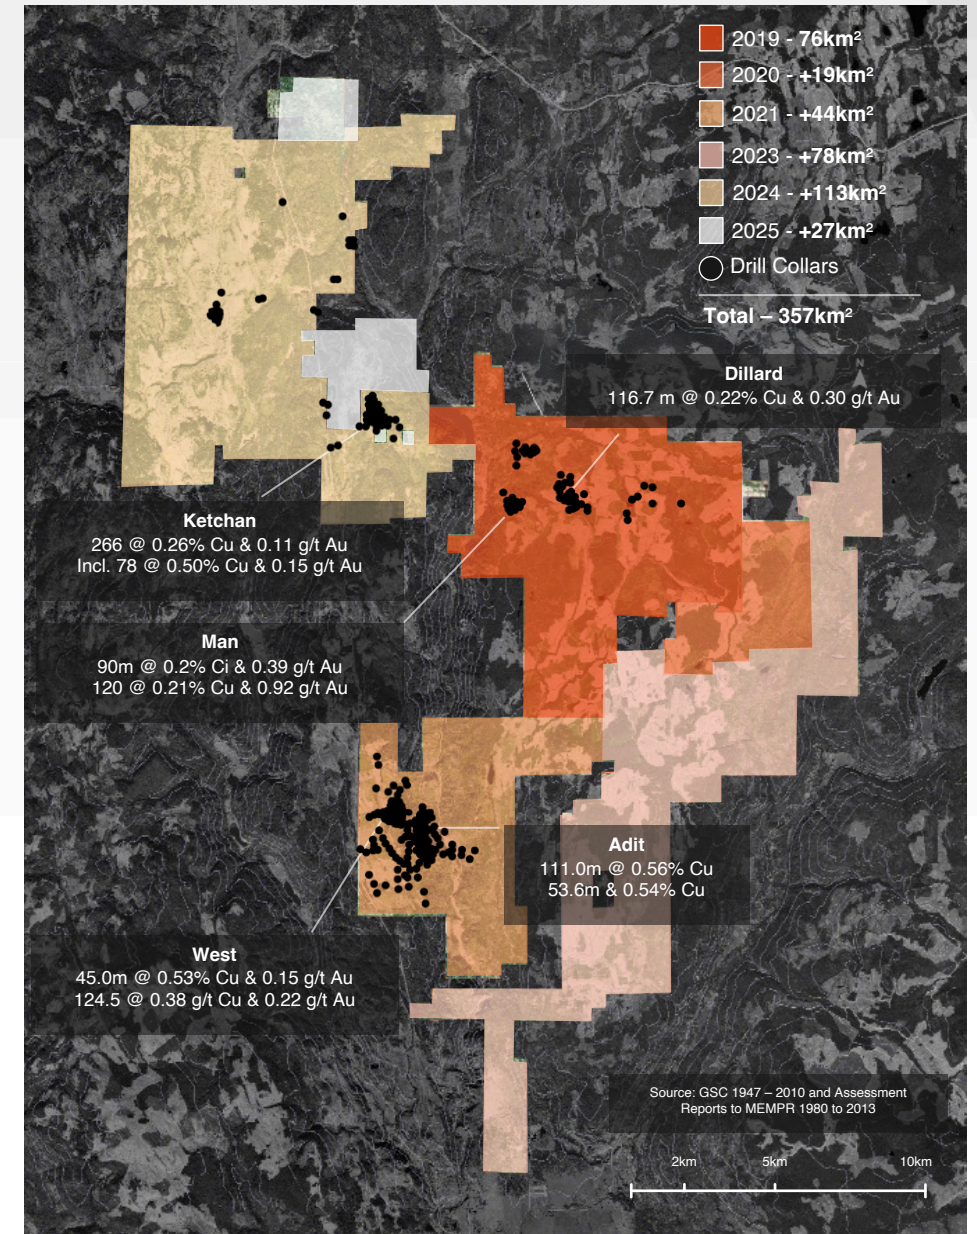 2019 - 76km²
2020 - +19km²
2021 - +44km²
2023 - +78km²
2024 - +113km²
2025 - +27km²
Drill Collars
Total – 357km²
Dillard
116.7 m @ 0.22% Cu & 0.30 g/t Au
Ketchan
266 @ 0.26% Cu & 0.11 g/t Au
Incl. 78 @ 0.50% Cu & 0.15 g/t Au
Man
90m @ 0.2% Ci & 0.39 g/t Au
120 @ 0.21% Cu & 0.92 g/t Au
Adit
111.0m @ 0.56% Cu
53.6m & 0.54% Cu
West
45.0m @ 0.53% Cu & 0.15 g/t Au
124.5 @ 0.38 g/t Cu & 0.22 g/t Au
Source: GSC 1947 – 2010 and Assessment
Reports to MEMPR 1980 to 2013
2km 5km 10km